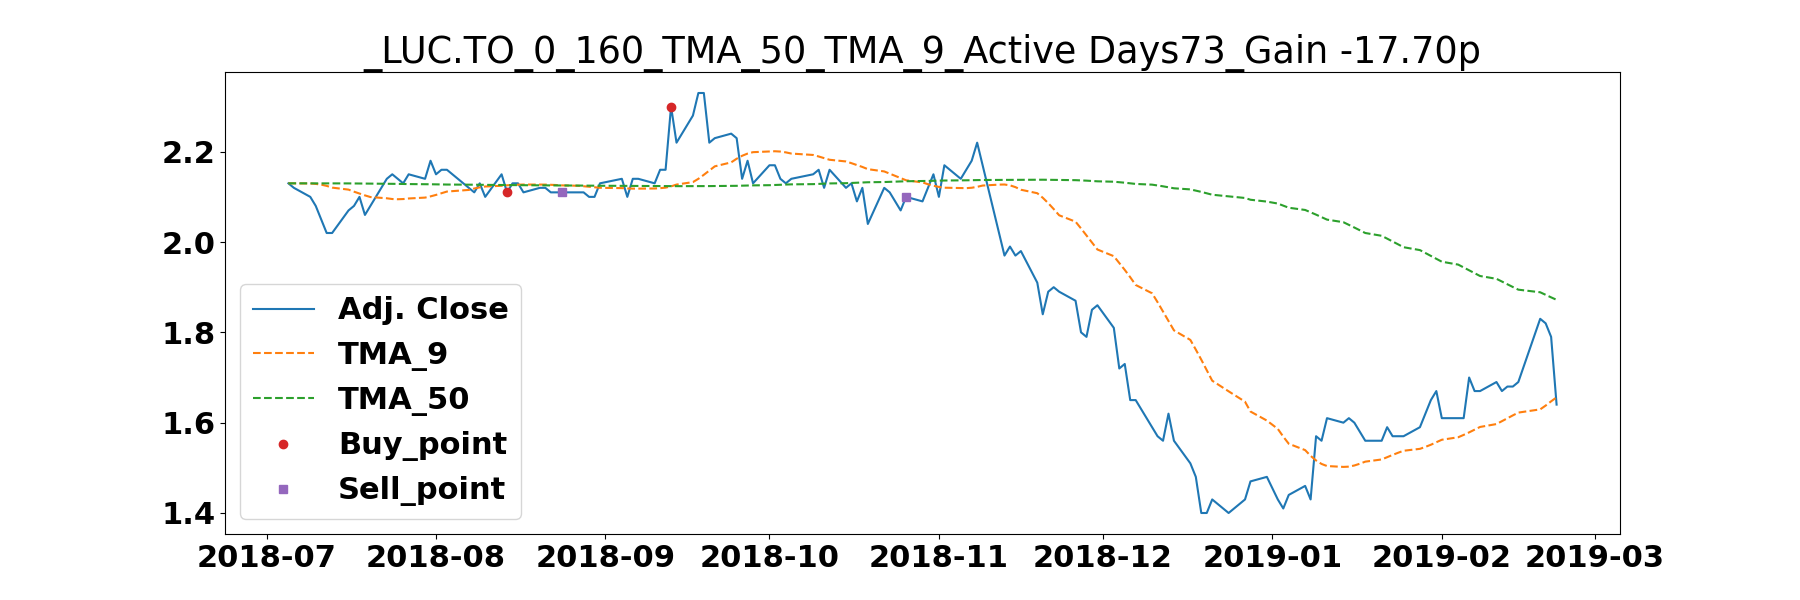 _LUC.TO_0_160_TMA_50_TMA_9_Active Days73_Gain -17.70p
2.2
2.0
1.8
1.6
1.4
Adj. Close
TMA_9
TMA_50
Buy_point
Sell_point
2018-07 2018-08 2018-09 2018-10 2018-11 2018-12 2019-01 2019-02 2019-03